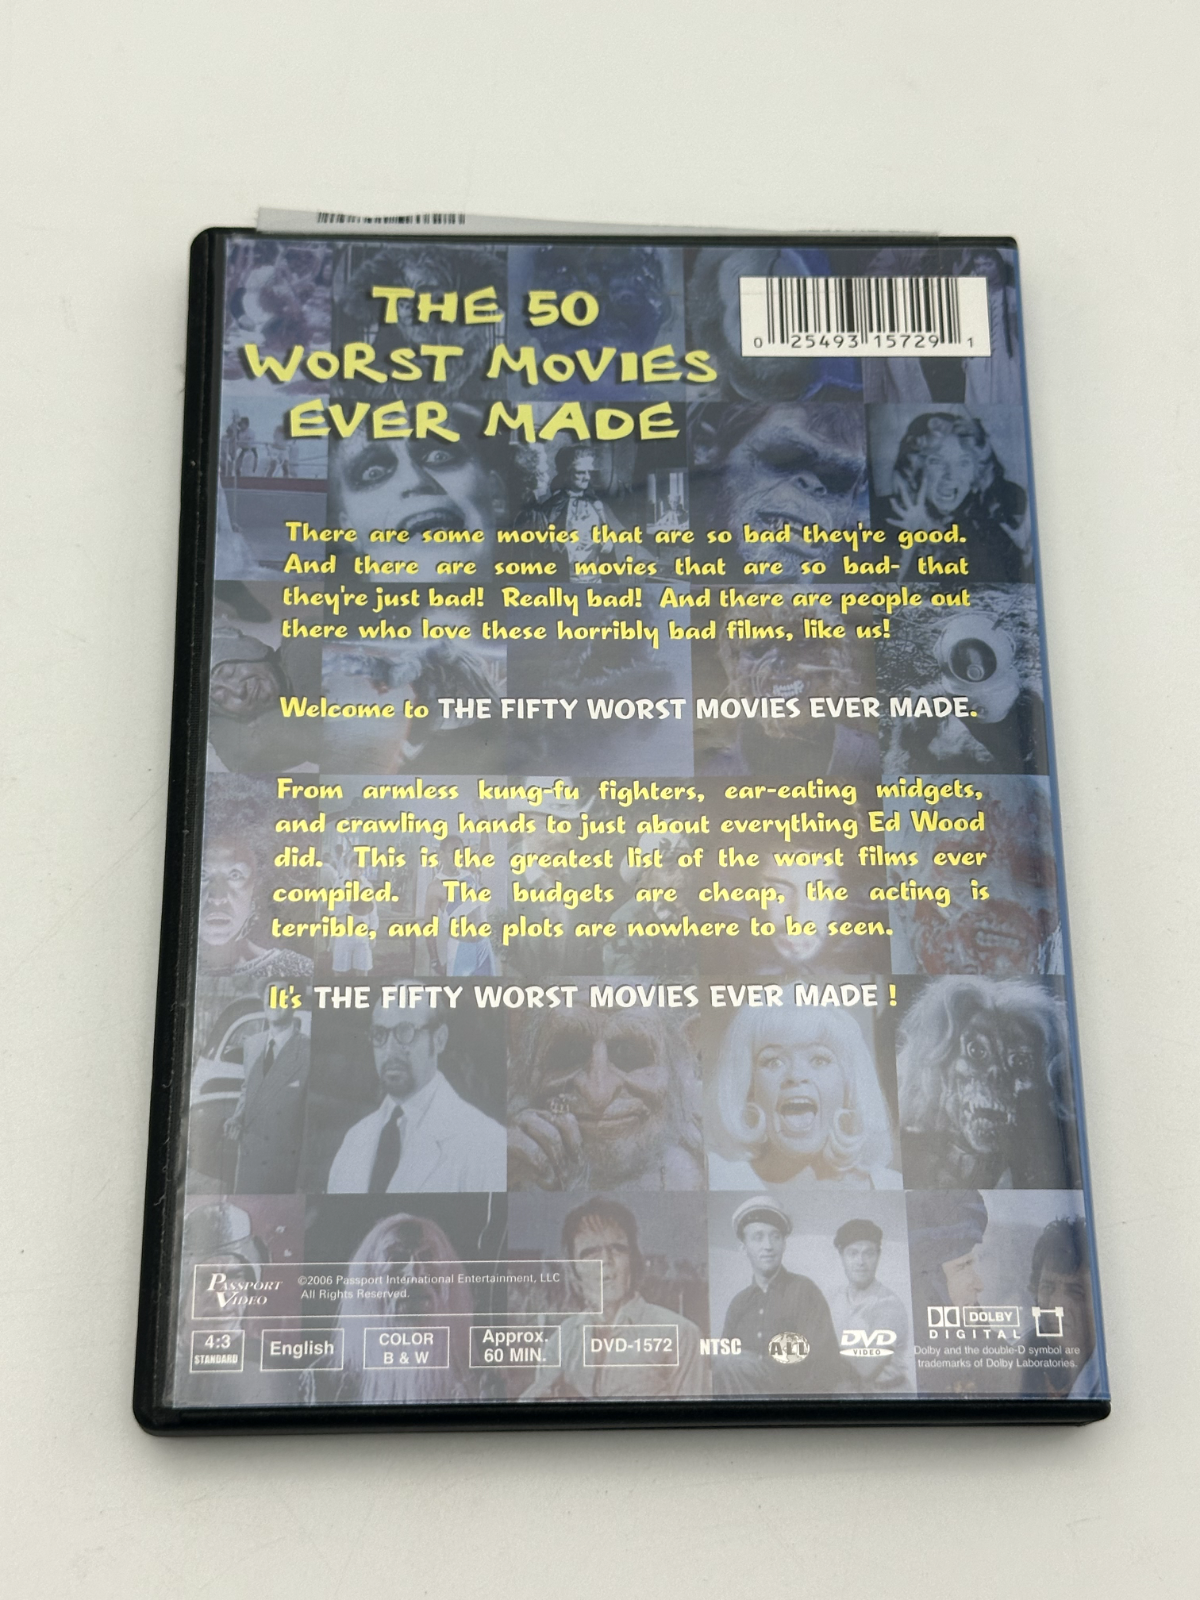 THE 50
WORST MOVIES
EVER MADE
0 25493 15729 1
There are some movies that are so bad they're good.
And there are some movies that are so bad- that
they're just bad! Really bad! And there are people out
there who love these horribly bad films, like us!
Welcome to THE FIFTY WORST MOVIES EVER MADE.
From armless kung-fu fighters, ear-eating midgets,
and crawling hands to just about everything Ed Wood
did. This is the greatest list of the worst films ever
compiled. The budgets are cheap, the acting is
terrible, and the plots are nowhere to be seen.
It's THE FIFTY WORST MOVIES EVER MADE !
PASSPORT
VIDEO
©2006 Passport International Entertainment, LLC
All Rights Reserved.
4:3
STANDARD
English
COLOR
B & W
Approx.
60 MIN.
DVD-1572
NTSC
ALL
DVD
VIDEO
DOLBY
DIGITAL
Dolby and the double-D symbol are
trademarks of Dolby Laboratories.